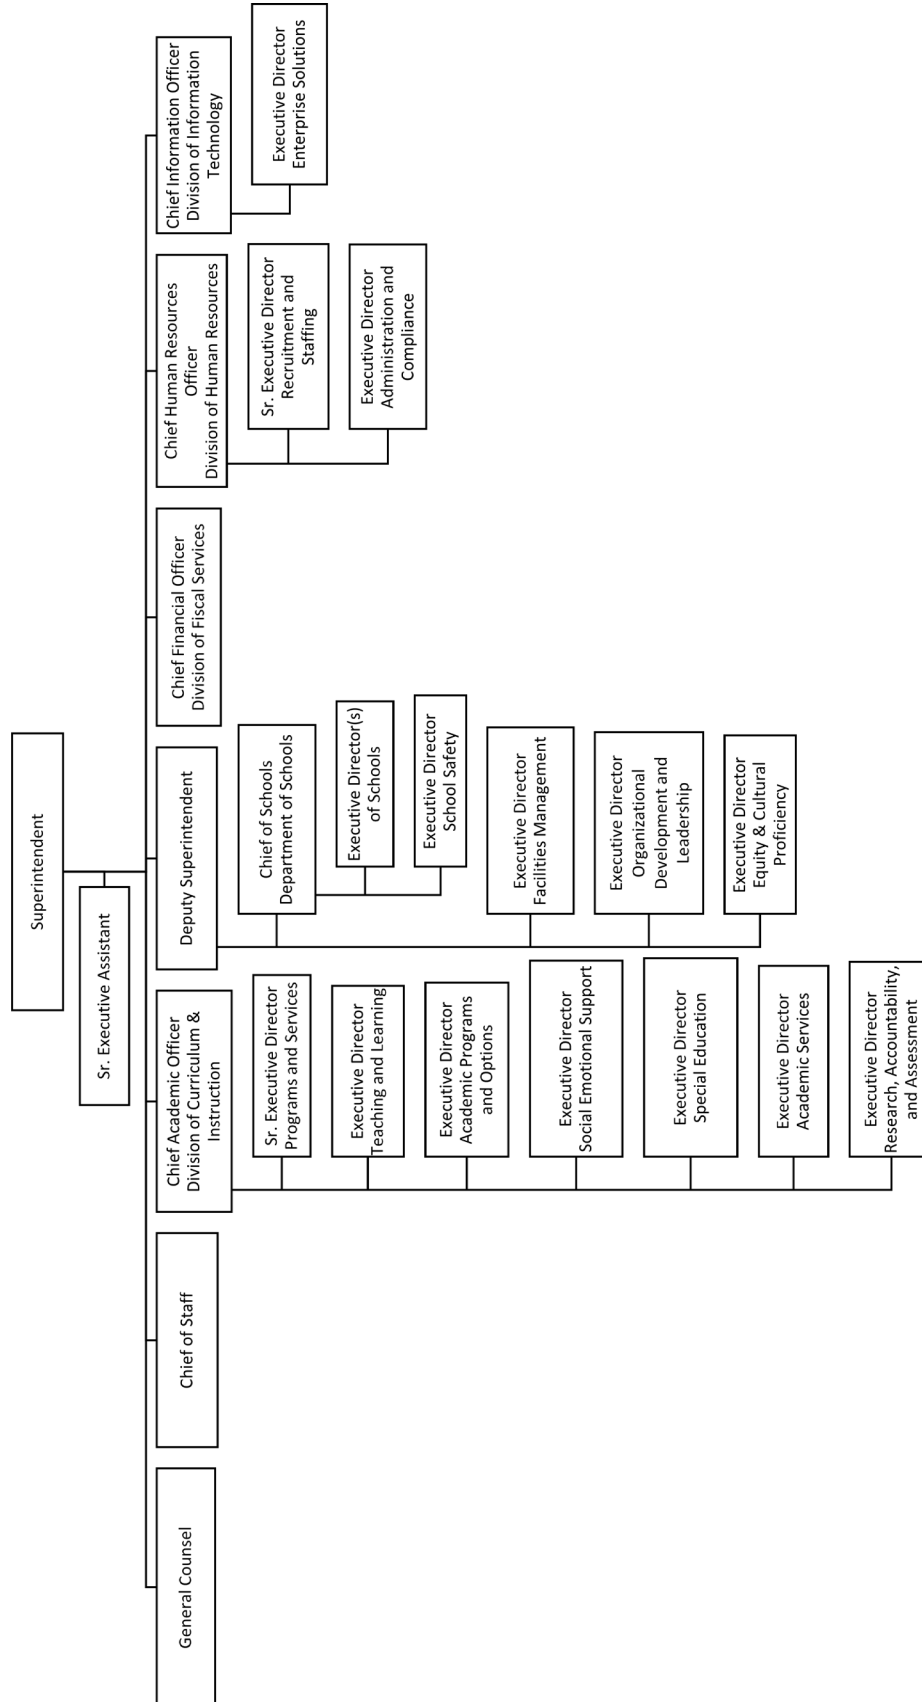 Superintendent
Sr. Executive Assistant
General Counsel
Chief of Staff
Chief Academic Officer
Division of Curriculum &
Instruction
Sr. Executive Director
Programs and Services
Executive Director
Teaching and Learning
Executive Director
Academic Programs
and Options
Executive Director
Social Emotional Support
Executive Director
Special Education
Executive Director
Academic Services
Executive Director
Research, Accountability,
and Assessment
Deputy Superintendent
Chief of Schools
Department of Schools
Executive Director(s)
of Schools
Executive Director
School Safety
Executive Director
Facilities Management
Executive Director
Organizational
Development and
Leadership
Executive Director
Equity & Cultural
Proficiency
Chief Financial Officer
Division of Fiscal Services
Chief Human Resources
Officer
Division of Human Resources
Sr. Executive Director
Recruitment and
Staffing
Executive Director
Administration and
Compliance
Chief Information Officer
Division of Information
Technology
Executive Director
Enterprise Solutions